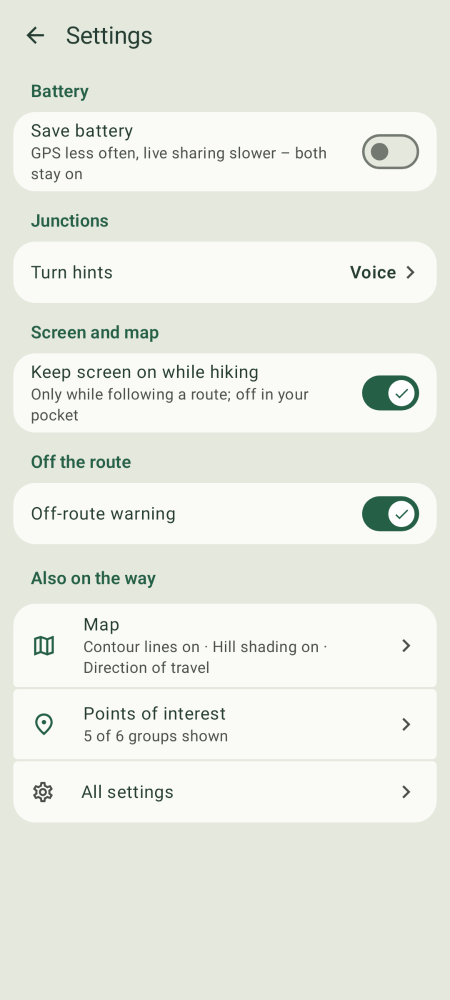 Settings
Battery
Save battery
GPS less often, live sharing slower – both
stay on
Junctions
Turn hints
Voice
Screen and map
Keep screen on while hiking
Only while following a route; off in your
pocket
Off the route
Off-route warning
Also on the way
Map
Contour lines on · Hill shading on ·
Direction of travel
Points of interest
5 of 6 groups shown
All settings